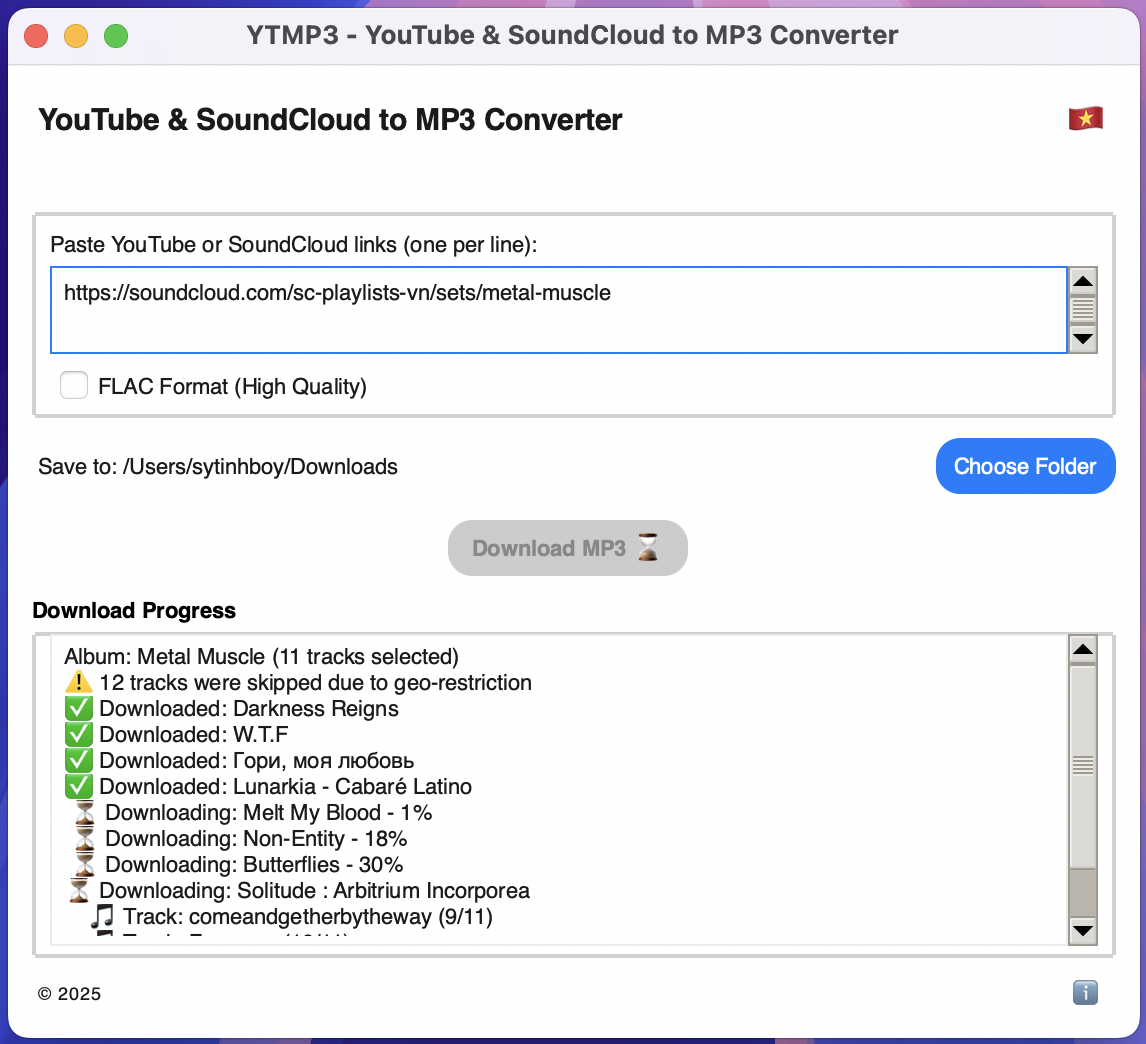 YTMP3 - YouTube & SoundCloud to MP3 Converter
YouTube & SoundCloud to MP3 Converter
Paste YouTube or SoundCloud links (one per line):
https://soundcloud.com/sc-playlists-vn/sets/metal-muscle
FLAC Format (High Quality)
Save to: /Users/sytinhboy/Downloads
Choose Folder
Download MP3 ⏳
Download Progress
Album: Metal Muscle (11 tracks selected)
⚠️ 12 tracks were skipped due to geo-restriction
✅ Downloaded: Darkness Reigns
✅ Downloaded: W.T.F
✅ Downloaded: Гори, моя любовь
✅ Downloaded: Lunarkia - Cabaré Latino
⏳ Downloading: Melt My Blood - 1%
⏳ Downloading: Non-Entity - 18%
⏳ Downloading: Butterflies - 30%
⏳ Downloading: Solitude : Arbitrium Incorporea
🎵 Track: comeandgetherbytheway (9/11)
© 2025